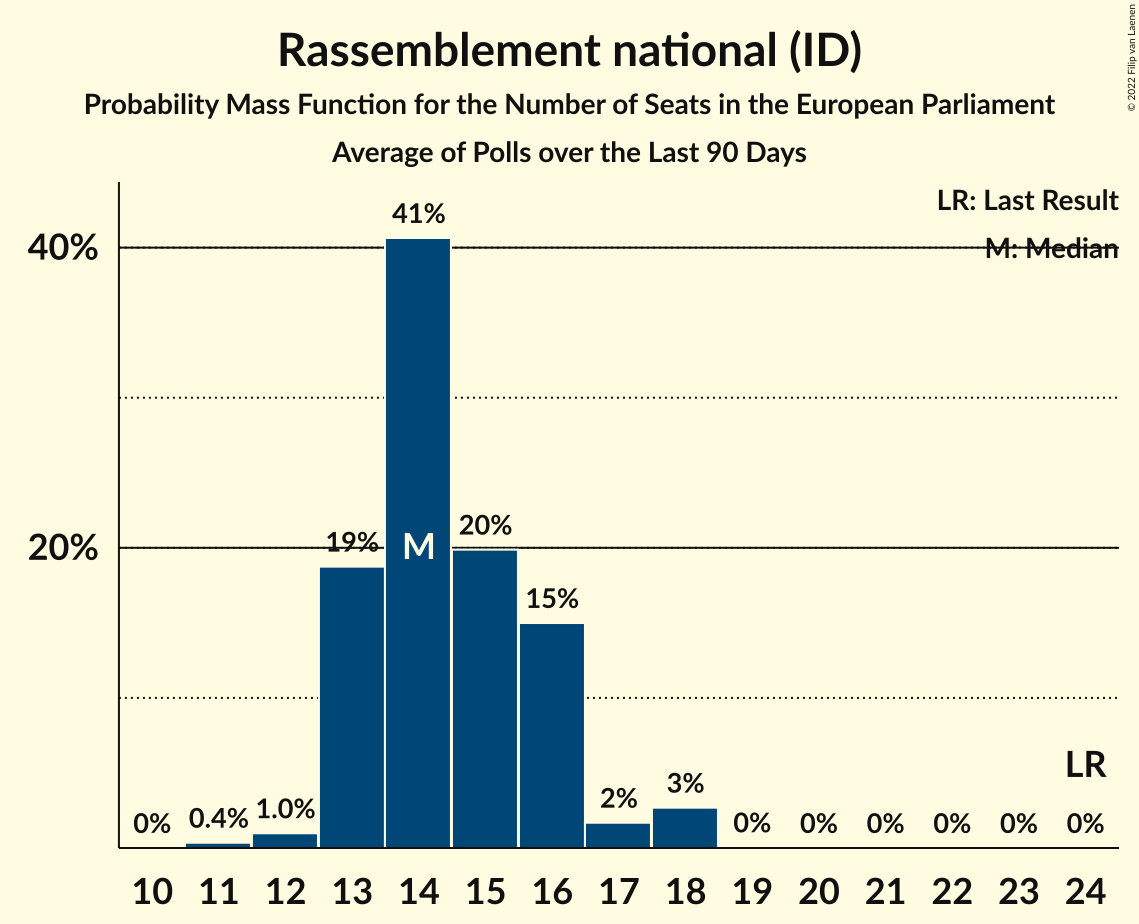 Rassemblement national (ID)
Probability Mass Function for the Number of Seats in the European Parliament
Average of Polls over the Last 90 Days
© 2022 Filip van Laenen
LR: Last Result
M: Median
40%
20%
0%
0.4%
1.0%
19%
41%
M
20%
15%
2%
3%
0%
0%
0%
0%
0%
LR
0%
10 11 12 13 14 15 16 17 18 19 20 21 22 23 24